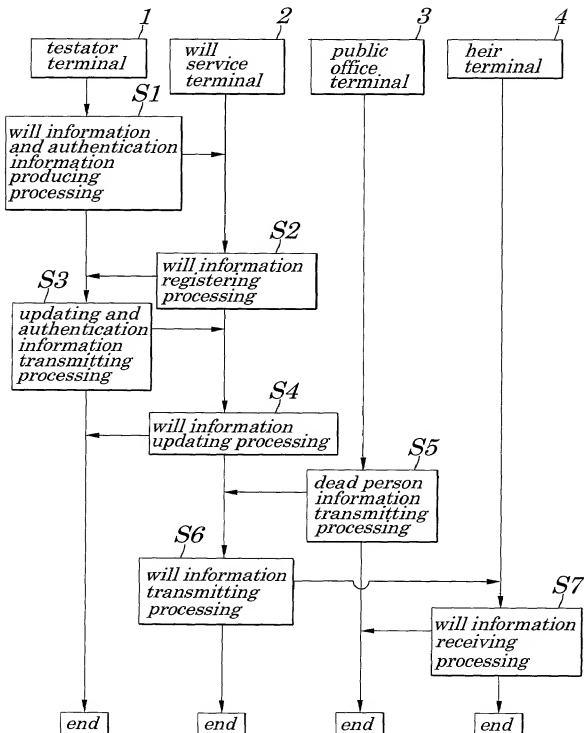 1
testator
terminal
2
will
service
terminal
3
public
office
terminal
4
heir
terminal
S1
will information
and authentication
information
producing
processing
S2
will information
registering
processing
S3
updating and
authentication
information
transmitting
processing
S4
will information
updating processing
S5
dead person
information
transmitting
processing
S6
will information
transmitting
processing
S7
will information
receiving
processing
end
end
end
end